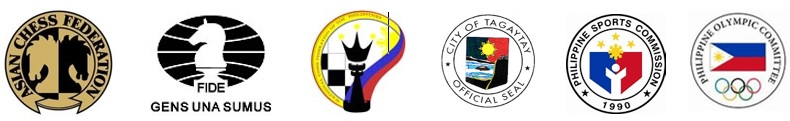 ASIAN CHESS FEDERATION
FIDE
GENS UNA SUMUS
CITY OF TAGAYTAY
OFFICIAL SEAL
PHILIPPINE SPORTS COMMISSION
1990
PHILIPPINE OLYMPIC COMMITTEE